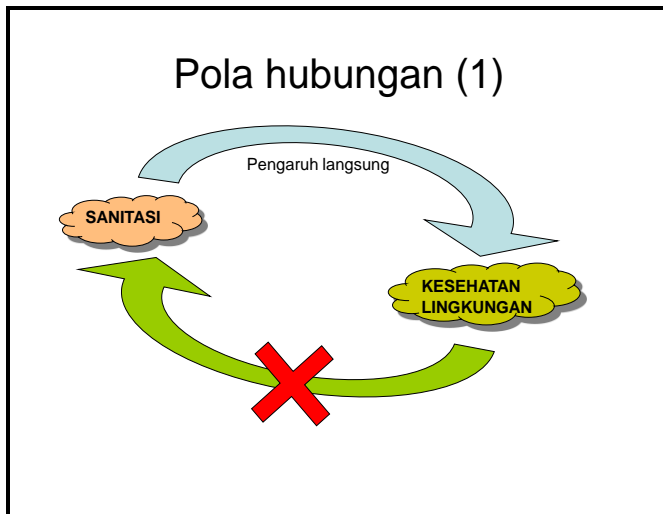 Pola hubungan (1)
Pengaruh langsung
SANITASI
KESEHATAN
LINGKUNGAN